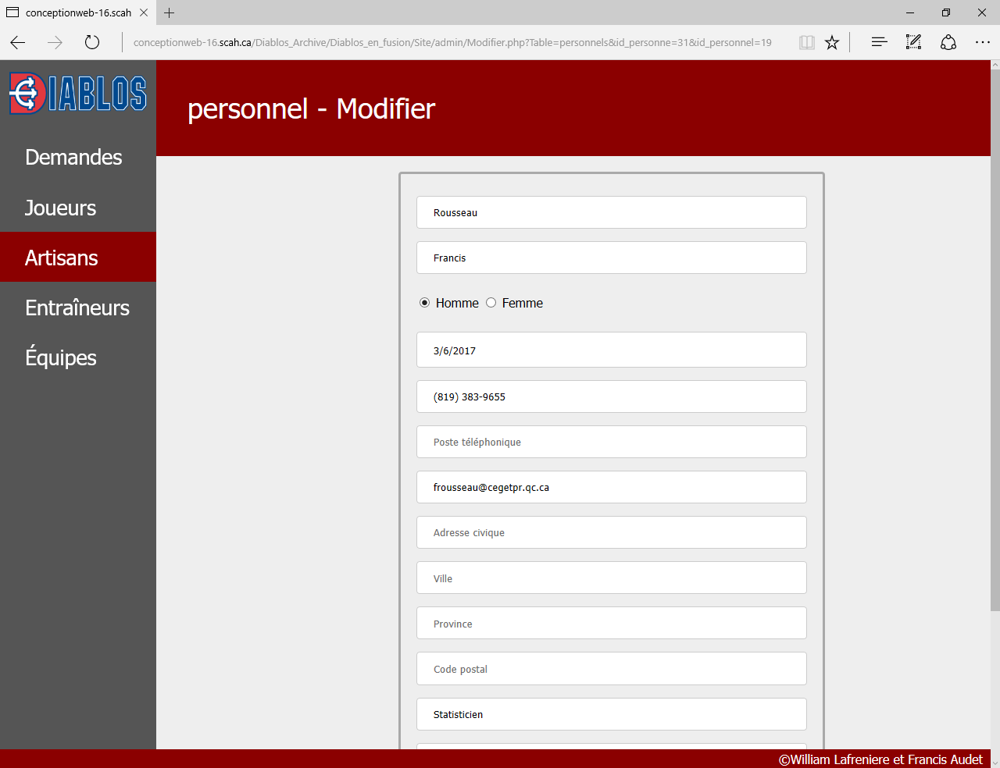 conceptionweb-16.scah
conceptionweb-16.scah.ca/Diablos_Archive/Diablos_en_fusion/Site/admin/Modifier.php?Table=personnels&id_personne=31&id_personnel=19
DIABLOS
personnel - Modifier
Demandes
Joueurs
Artisans
Entraîneurs
Équipes
Rousseau
Francis
Homme Femme
3/6/2017
(819) 383-9655
Poste téléphonique
frousseau@cegetpr.qc.ca
Adresse civique
Ville
Province
Code postal
Statisticien
©William Lafreniere et Francis Audet